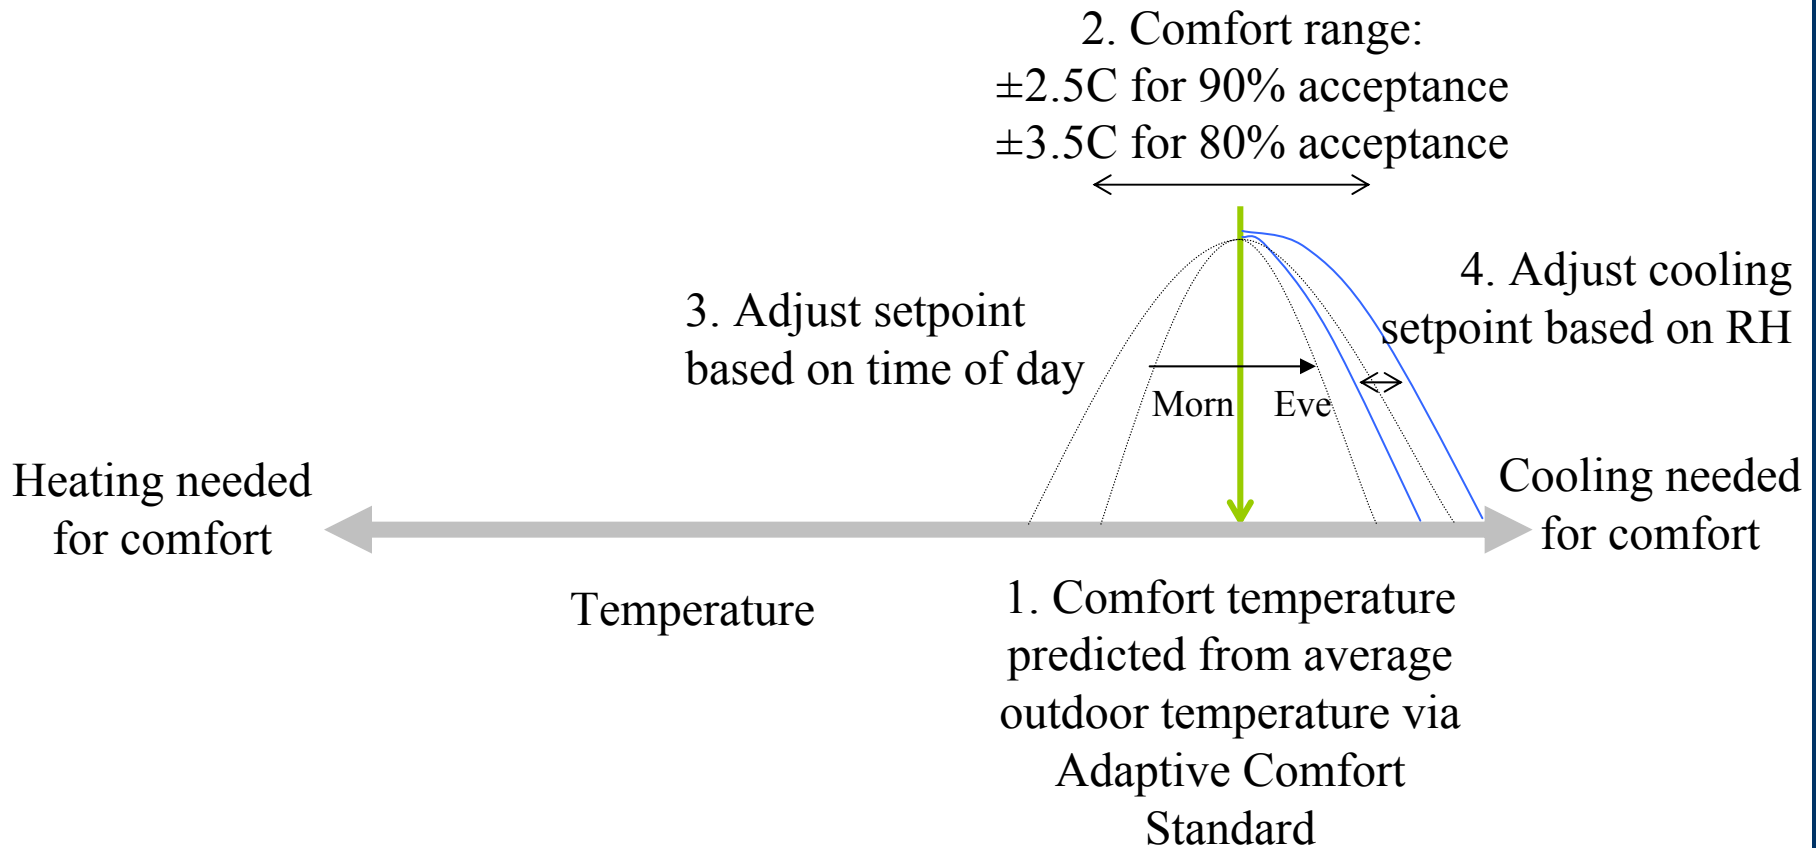 2. Comfort range:
±2.5C for 90% acceptance
±3.5C for 80% acceptance
4. Adjust cooling
setpoint based on RH
3. Adjust setpoint
based on time of day
Morn
Eve
Heating needed
for comfort
Cooling needed
for comfort
Temperature
1. Comfort temperature
predicted from average
outdoor temperature via
Adaptive Comfort
Standard